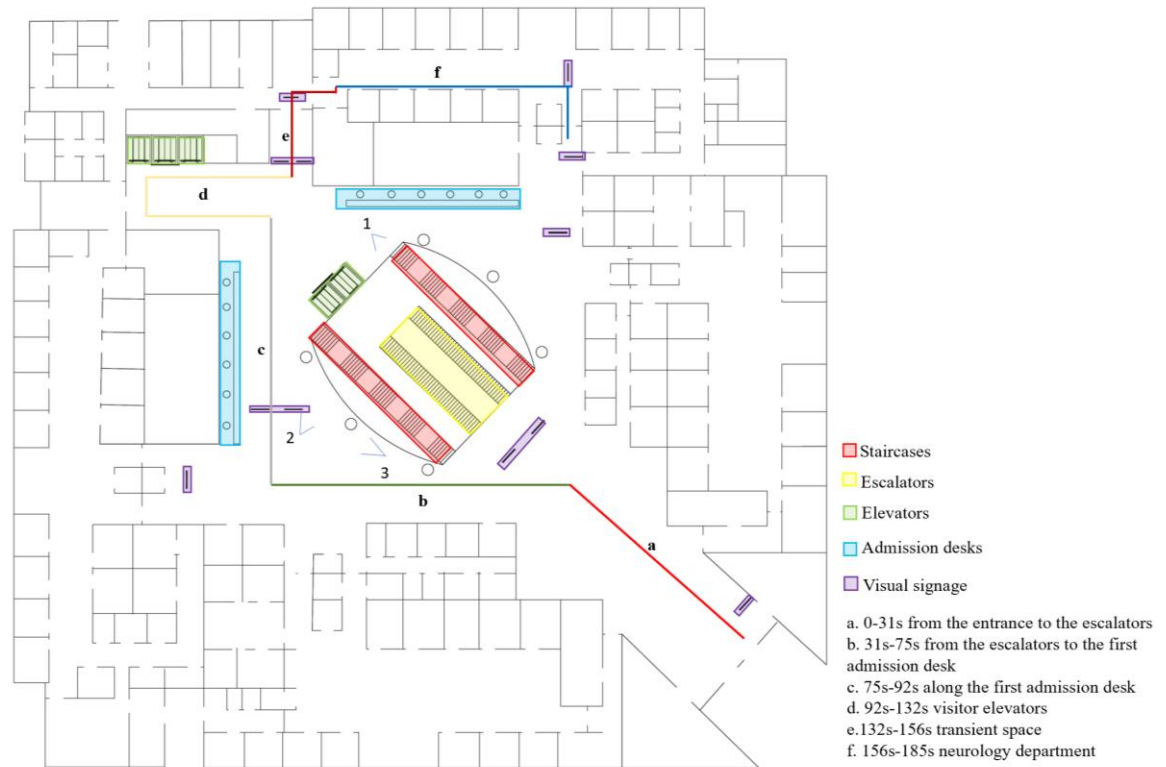 f
e
d
1
c
2
3
b
a
Staircases
Escalators
Elevators
Admission desks
Visual signage
a. 0-31s from the entrance to the escalators
b. 31s-75s from the escalators to the first
admission desk
c. 75s-92s along the first admission desk
d. 92s-132s visitor elevators
e.132s-156s transient space
f. 156s-185s neurology department